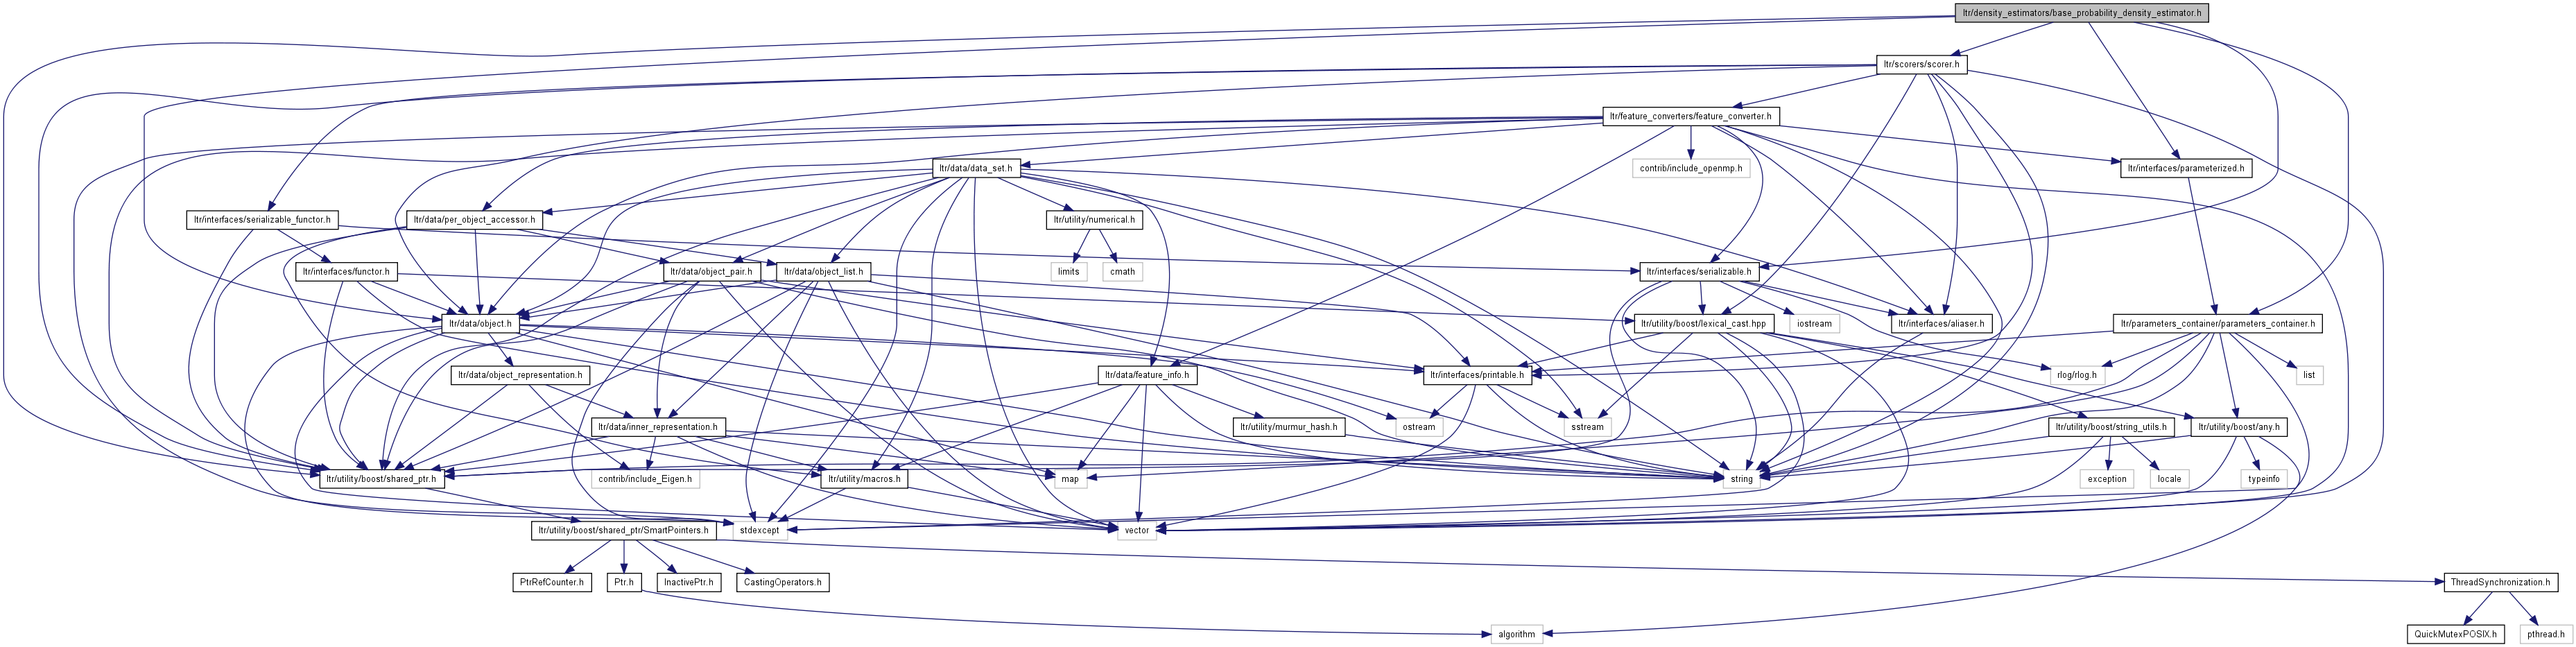 ltr/density_estimators/base_probability_density_estimator.h
ltr/scorers/scorer.h
ltr/feature_converters/feature_converter.h
ltr/data/data_set.h
contrib/include_openmp.h
ltr/interfaces/parameterized.h
ltr/interfaces/serializable_functor.h
ltr/data/per_object_accessor.h
ltr/utility/numerical.h
ltr/interfaces/functor.h
ltr/data/object_pair.h
ltr/data/object_list.h
limits
cmath
ltr/interfaces/serializable.h
ltr/data/object.h
ltr/utility/boost/lexical_cast.hpp
iostream
ltr/interfaces/aliaser.h
ltr/parameters_container/parameters_container.h
ltr/data/object_representation.h
ltr/data/feature_info.h
ltr/interfaces/printable.h
rlog/rlog.h
list
ltr/data/inner_representation.h
ltr/utility/murmur_hash.h
ostream
sstream
ltr/utility/boost/string_utils.h
ltr/utility/boost/any.h
ltr/utility/boost/shared_ptr.h
contrib/include_Eigen.h
ltr/utility/macros.h
map
string
exception
locale
typeinfo
ltr/utility/boost/shared_ptr/SmartPointers.h
stdexcept
vector
PtrRefCounter.h
Ptr.h
InactivePtr.h
CastingOperators.h
ThreadSynchronization.h
algorithm
QuickMutexPOSIX.h
pthread.h